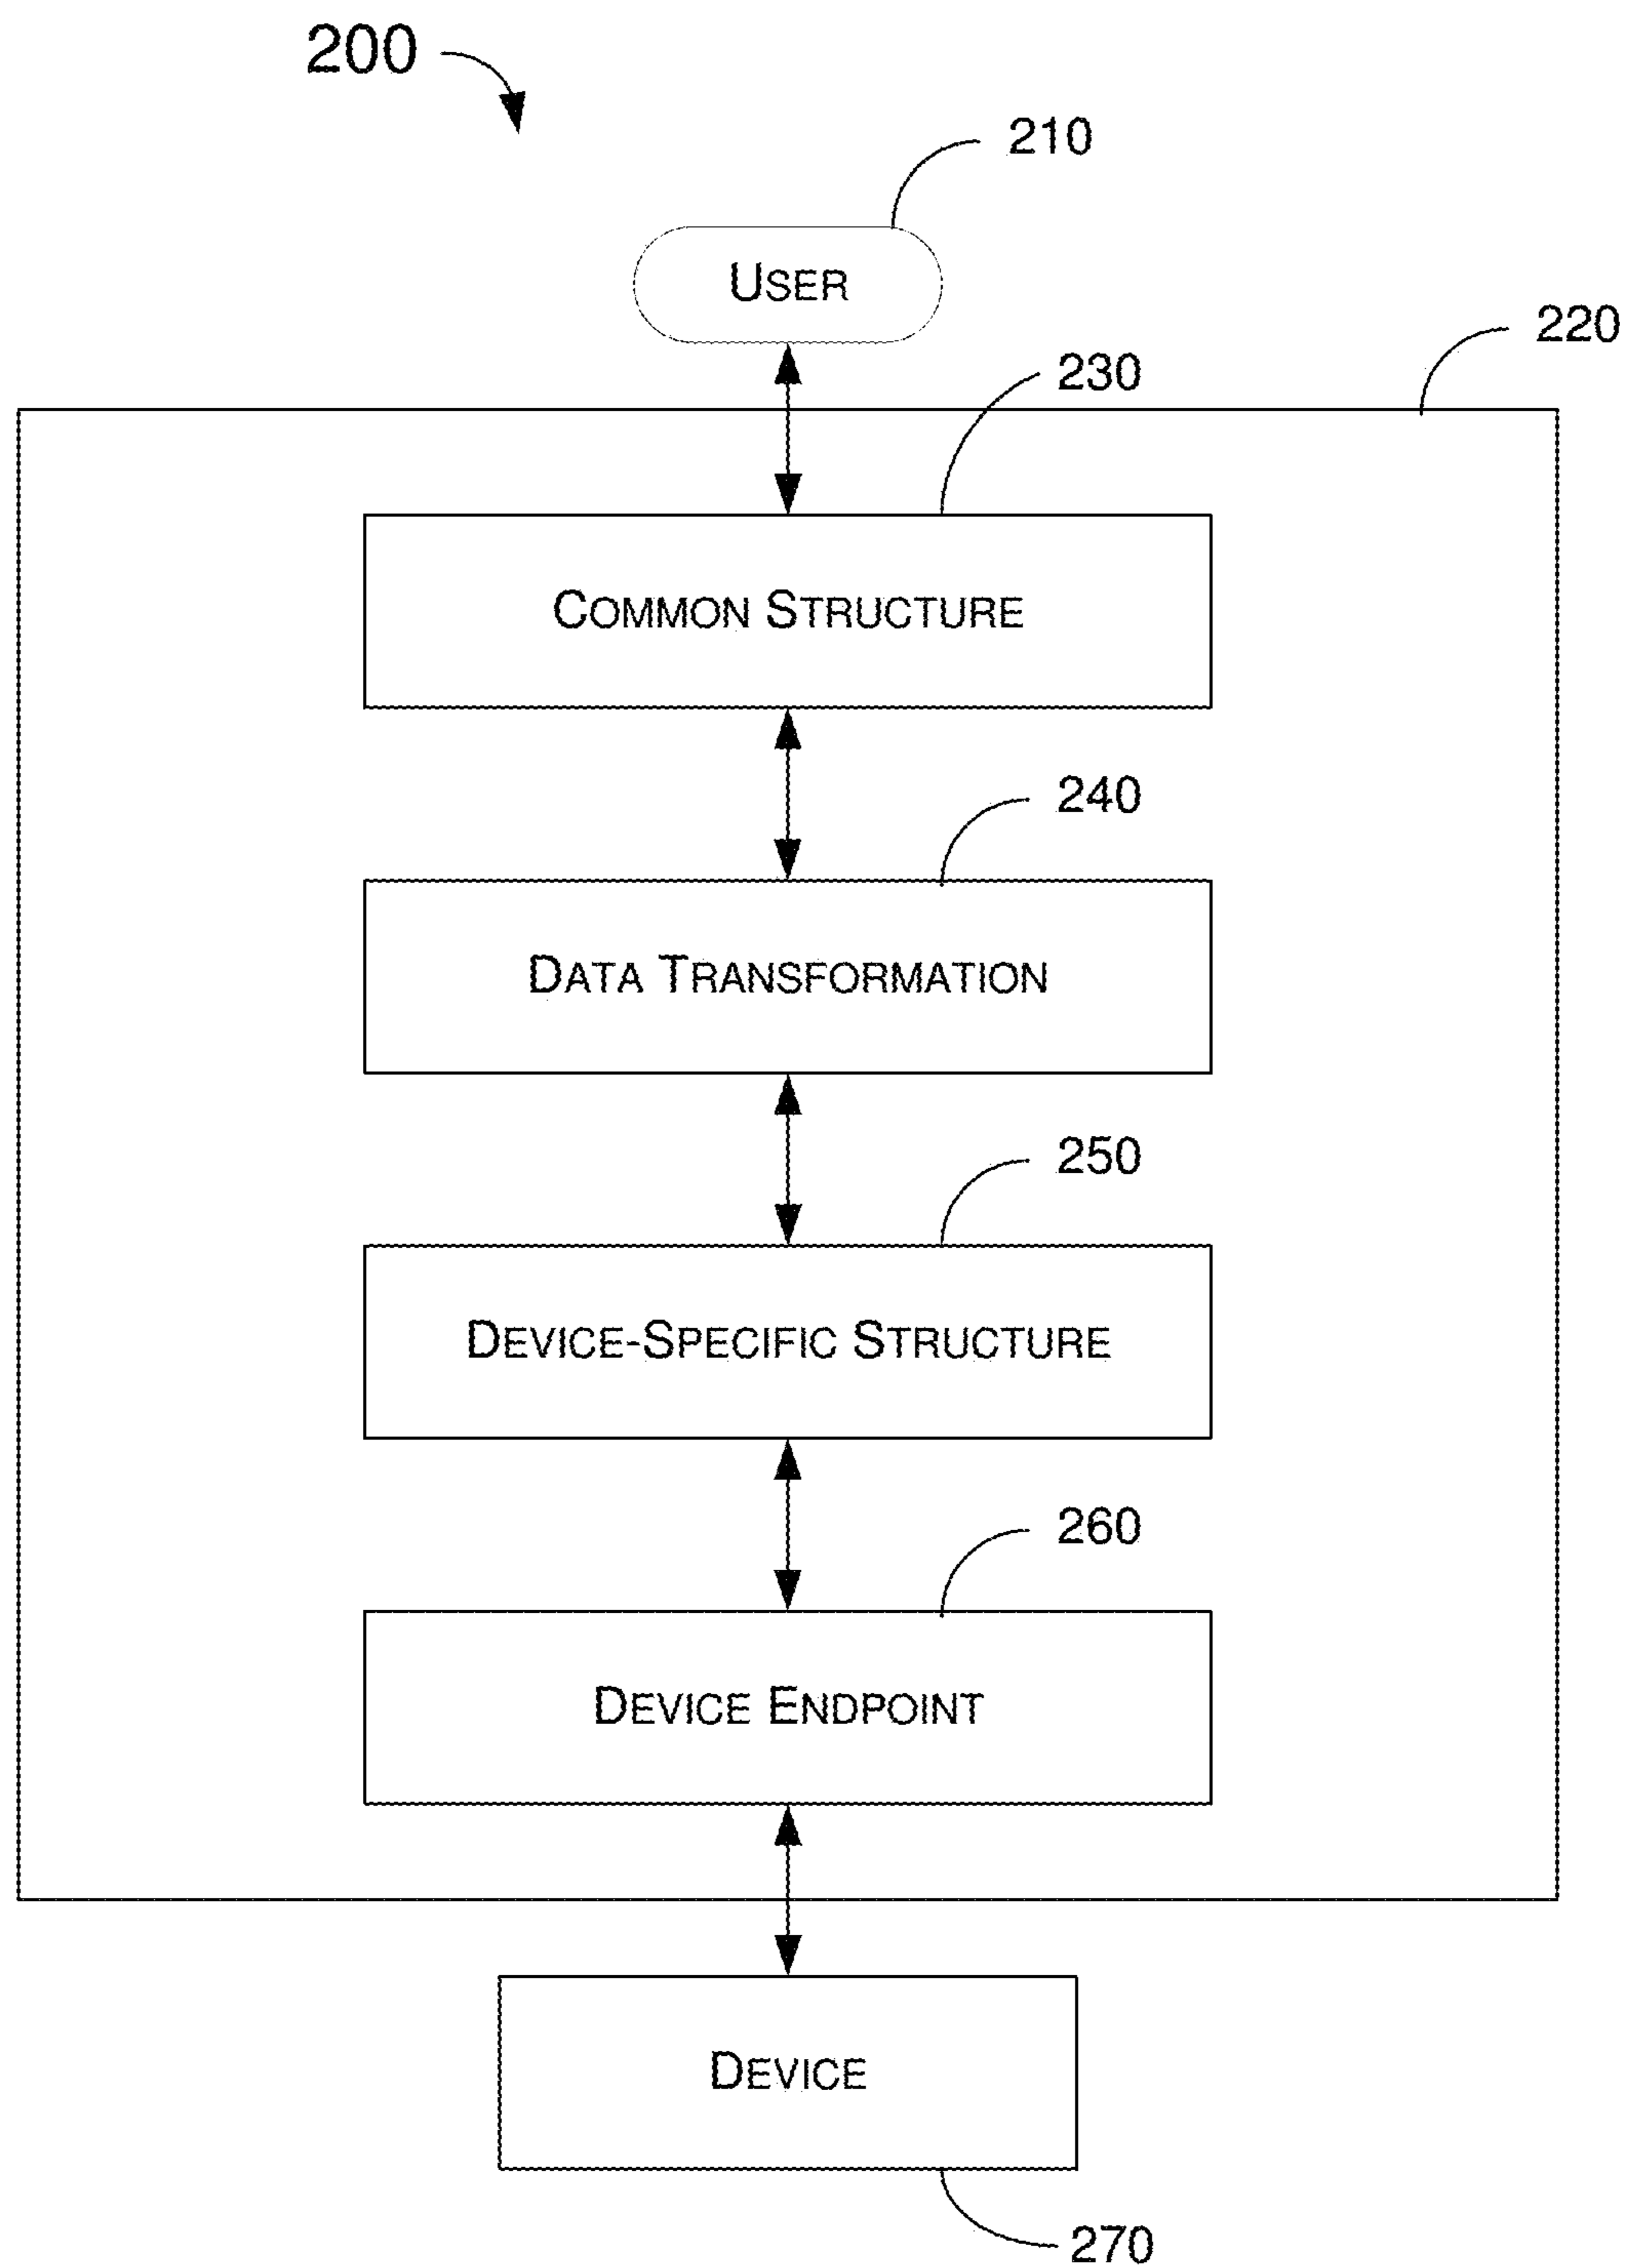 200
210
USER
220
230
COMMON STRUCTURE
240
DATA TRANSFORMATION
250
DEVICE-SPECIFIC STRUCTURE
260
DEVICE ENDPOINT
DEVICE
270